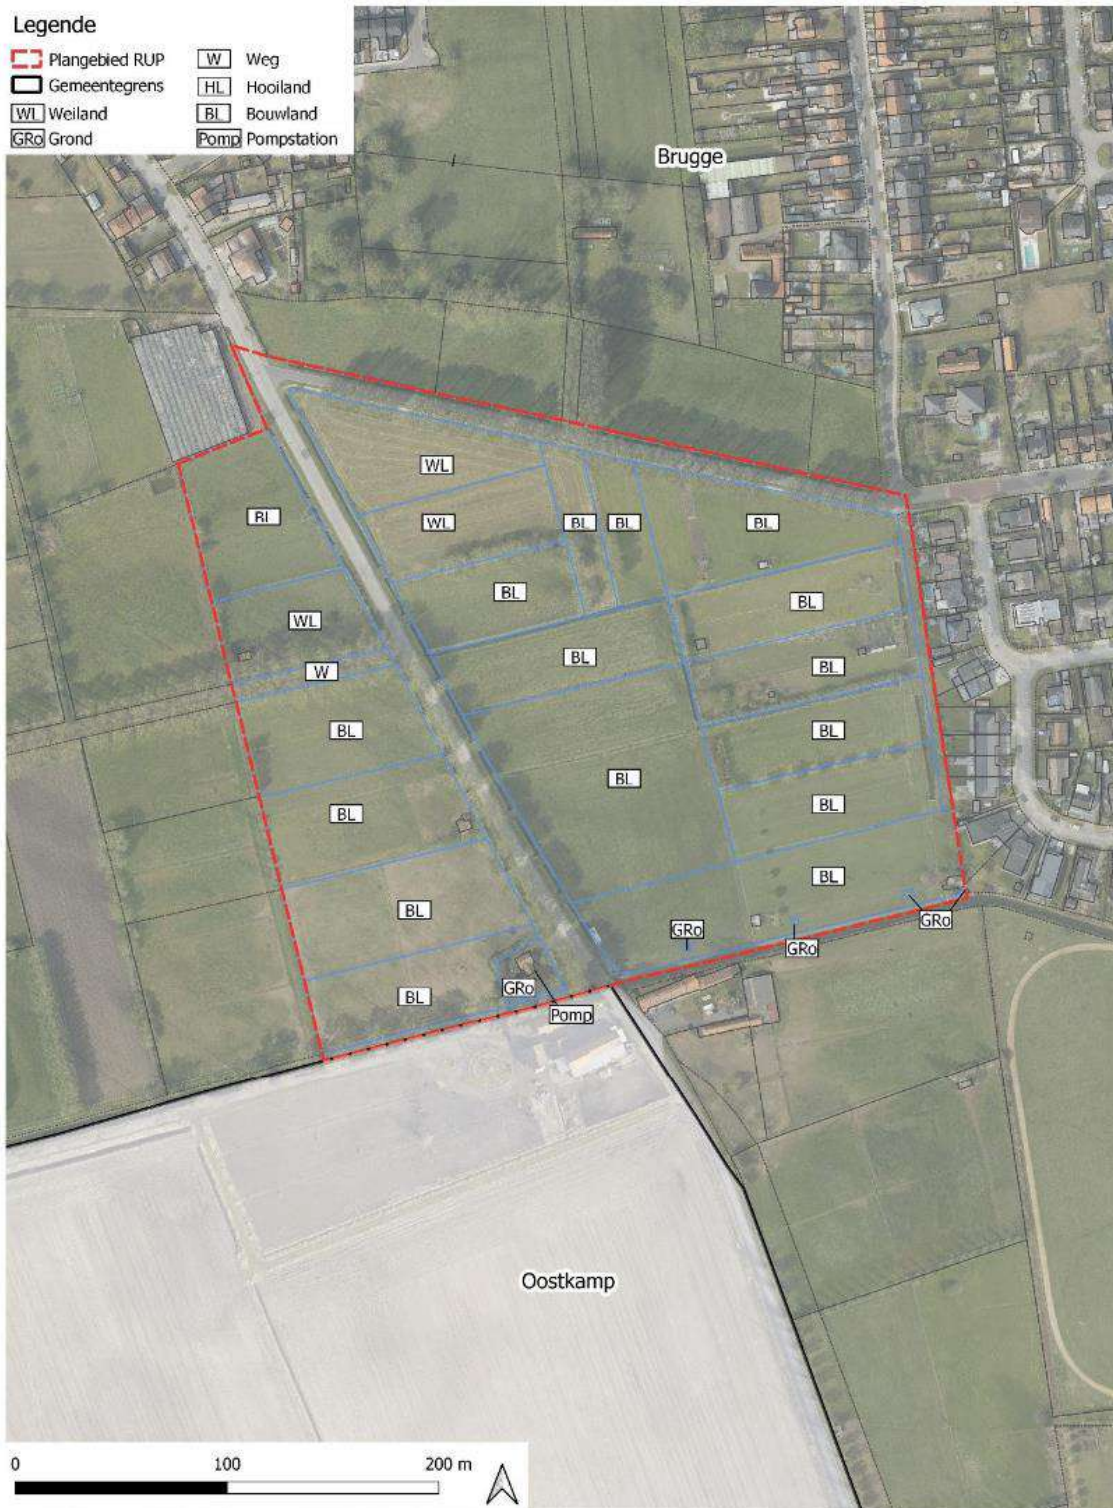 Legende
Plangebied RUP
Gemeentegrens
WL Weiland
GRo Grond
W Weg
HL Hooiland
BL Bouwland
Pomp Pompstation
Brugge
WL
BL
WL
BL
BL
BL
BL
BL
WL
BL
W
BL
BL
BL
BL
BL
BL
BL
BL
BL
GRo
GRo
GRo
BL
GRo
Pomp
Oostkamp
0 100 200 m